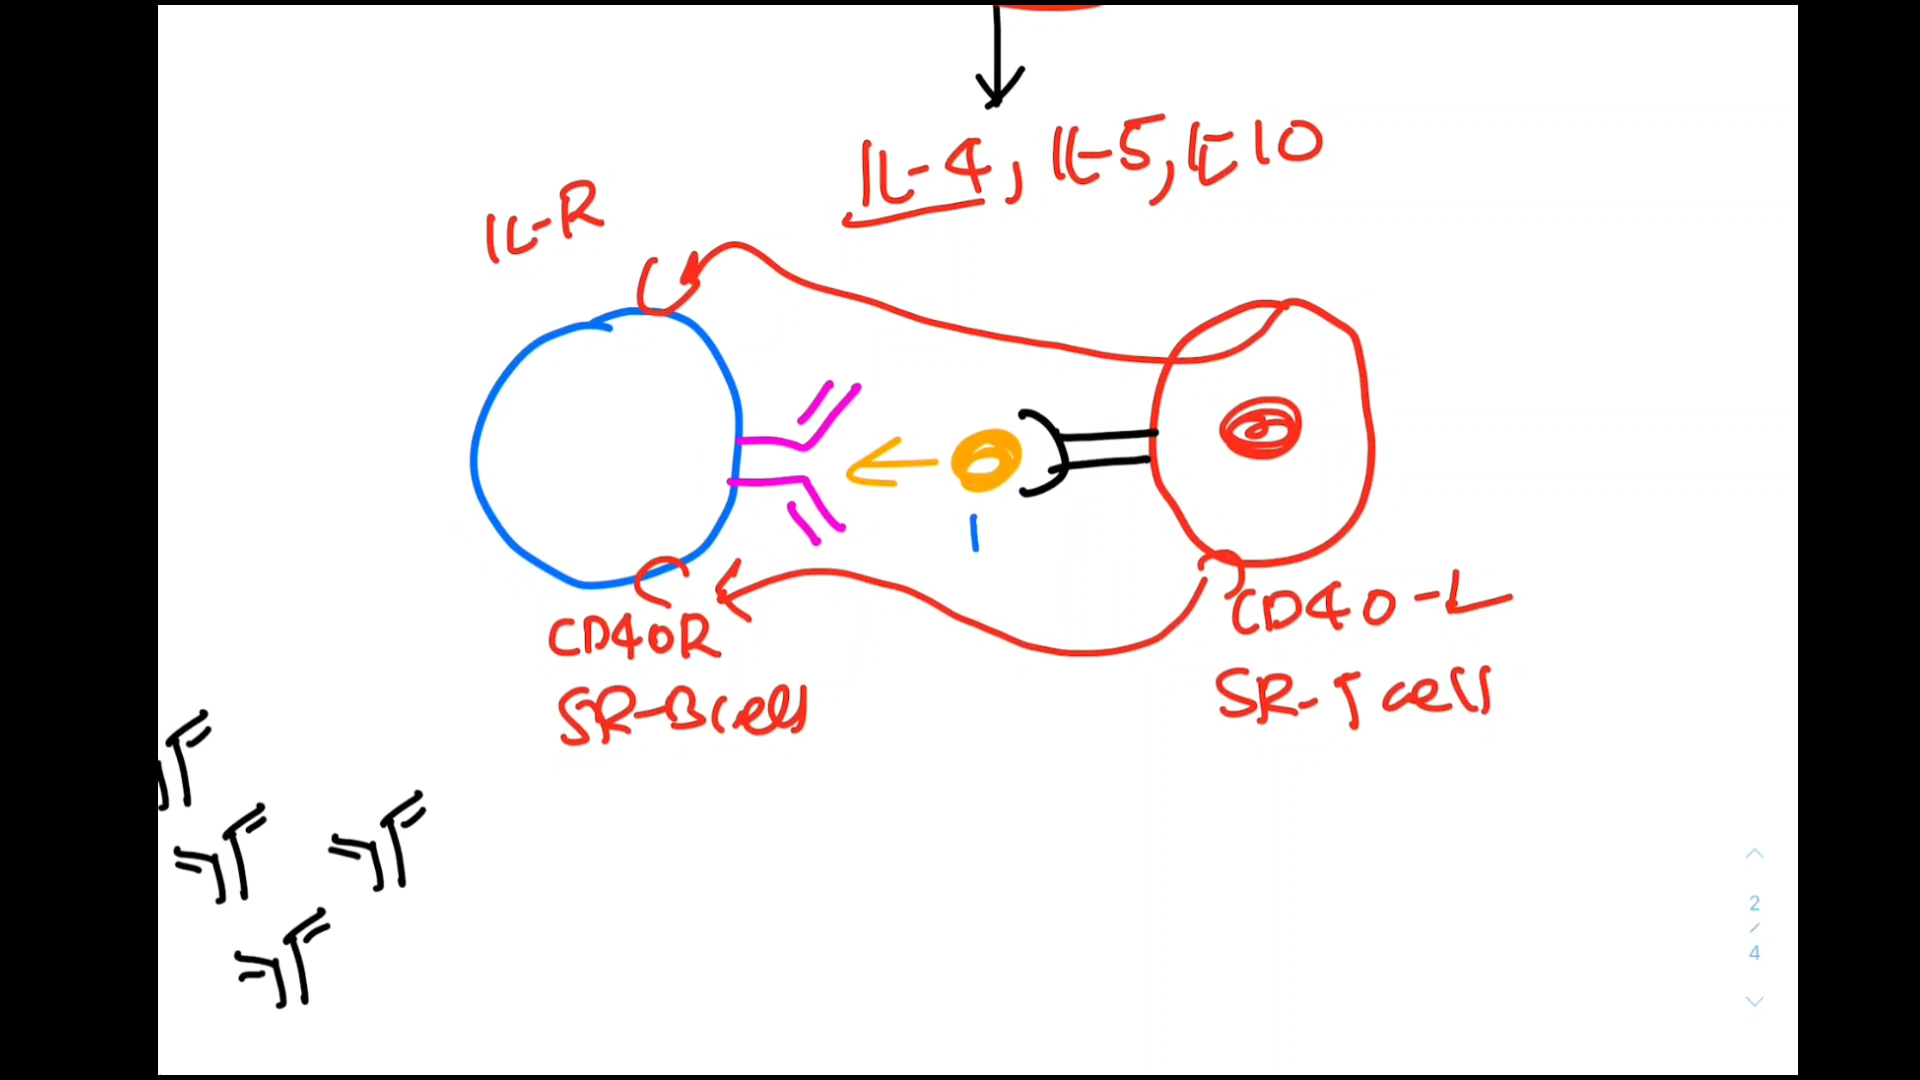 IL-4, IL-5, IL-10
IL-R
1
CD40R
SR-B cell
CD40-L
SR-T cell
2
/
4